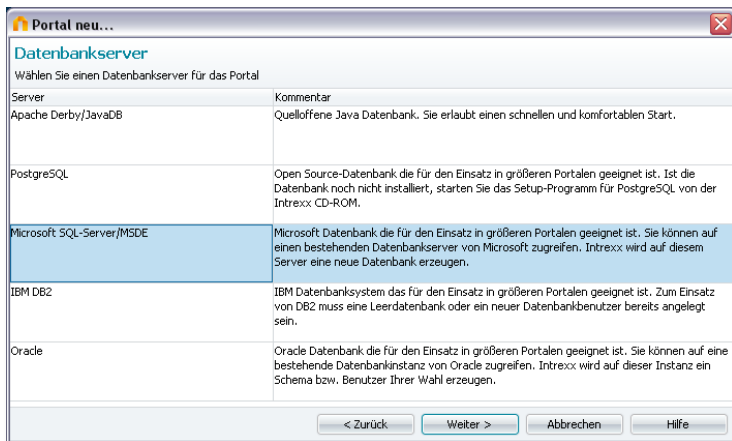 Portal neu...
Datenbankserver
Wählen Sie einen Datenbankserver für das Portal
Server Kommentar
Apache Derby/JavaDB Quelloffene Java Datenbank. Sie erlaubt einen schnellen und komfortablen Start.
PostgreSQL Open Source-Datenbank die für den Einsatz in größeren Portalen geeignet ist. Ist die
Datenbank noch nicht installiert, starten Sie das Setup-Programm für PostgreSQL von der
Intrexx CD-ROM.
Microsoft SQL-Server/MSDE Microsoft Datenbank die für den Einsatz in größeren Portalen geeignet ist. Sie können auf
einen bestehenden Datenbankserver von Microsoft zugreifen. Intrexx wird auf diesem
Server eine neue Datenbank erzeugen.
IBM DB2 IBM Datenbanksystem das für den Einsatz in größeren Portalen geeignet ist. Zum Einsatz
von DB2 muss eine Leerdatenbank oder ein neuer Datenbankbenutzer bereits angelegt
sein.
Oracle Oracle Datenbank die für den Einsatz in größeren Portalen geeignet ist. Sie können auf eine
bestehende Datenbankinstanz von Oracle zugreifen. Intrexx wird auf dieser Instanz ein
Schema bzw. Benutzer Ihrer Wahl erzeugen.
< Zurück Weiter > Abbrechen Hilfe